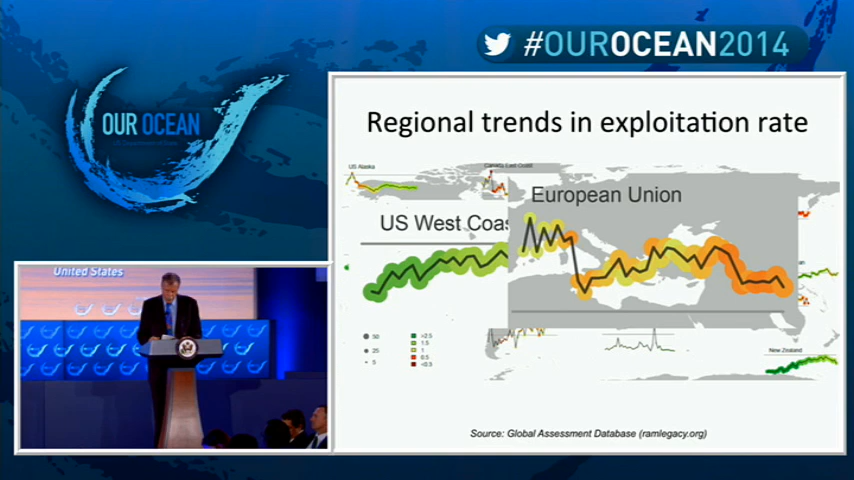 #OUROCEAN2014
OUR OCEAN
Regional trends in exploitation rate
US Alaska
Canada East Coast
European Union
US West Coas
United States
50
25
5
>2.5
1.5
1
0.5
<0.5
New Zealand
Source: Global Assessment Database (ramlegacy.org)